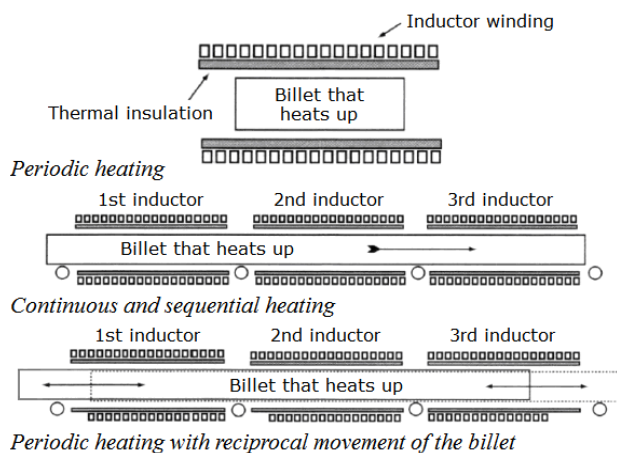 Inductor winding
Thermal insulation
Billet that
heats up
Periodic heating
1st inductor 2nd inductor 3rd inductor
Billet that heats up
Continuous and sequential heating
1st inductor 2nd inductor 3rd inductor
Billet that heats up
Periodic heating with reciprocal movement of the billet